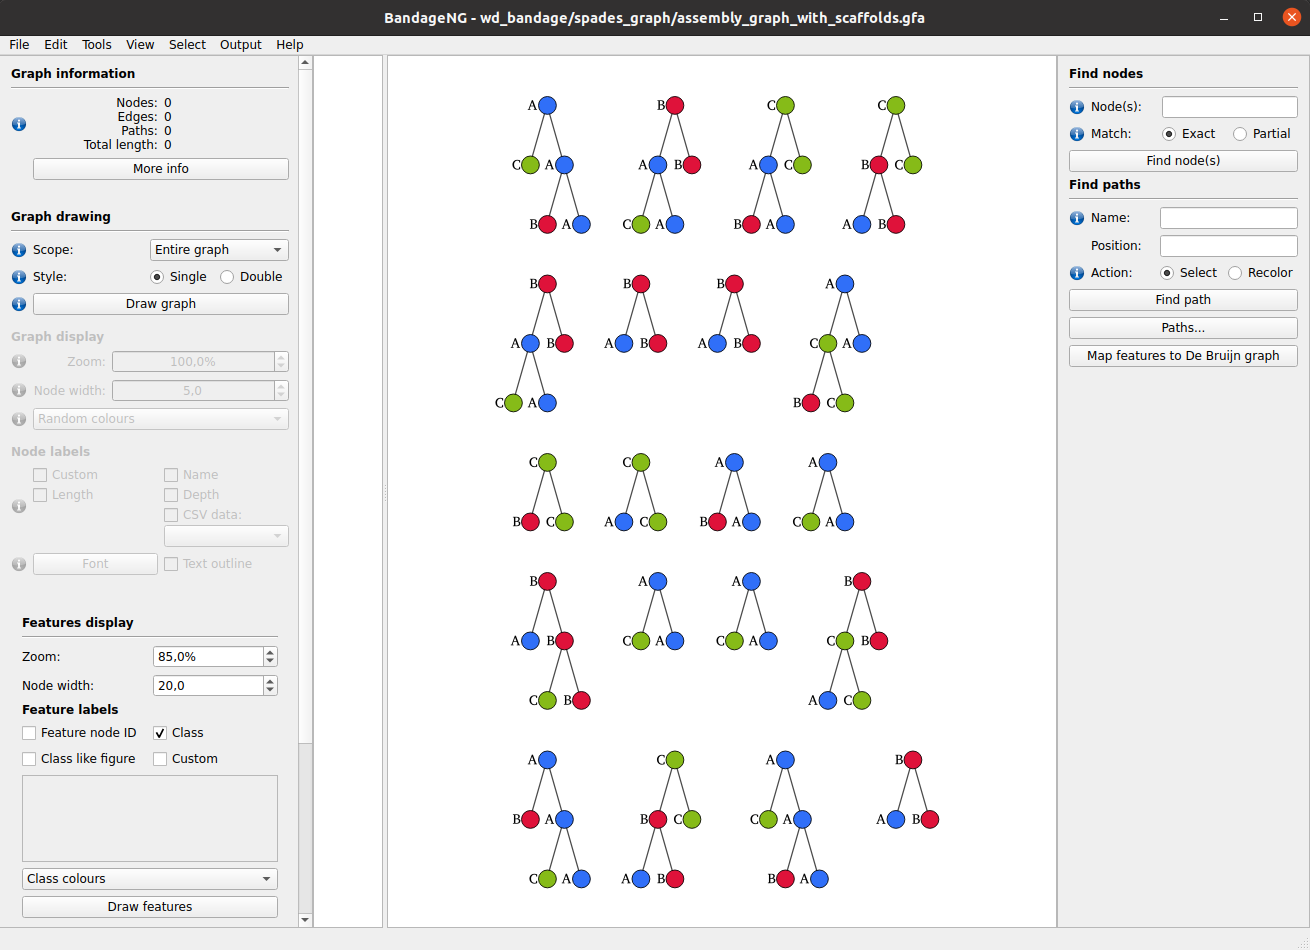 BandageNG - wd_bandage/spades_graph/assembly_graph_with_scaffolds.gfa
File Edit Tools View Select Output Help
Graph information
Nodes: 0
Edges: 0
Paths: 0
Total length: 0
More info
Graph drawing
Scope: Entire graph
Style: Single Double
Draw graph
Graph display
Zoom: 100,0%
Node width: 5,0
Random colours
Node labels
Custom Name
Length Depth
CSV data:
Font Text outline
Features display
Zoom: 85,0%
Node width: 20,0
Feature labels
Feature node ID Class
Class like figure Custom
Class colours
Draw features
A B C C
C A A B A C B C
B A C A B A A B
B B B A
A B A B A B C A
C A B C
C C A A
B C A C B A C A
B A A B
A B C A C A C B
C B A C
A C A B
B A B C C A A B
C A A B B A
Find nodes
Node(s):
Match: Exact Partial
Find node(s)
Find paths
Name:
Position:
Action: Select Recolor
Find path
Paths...
Map features to De Bruijn graph